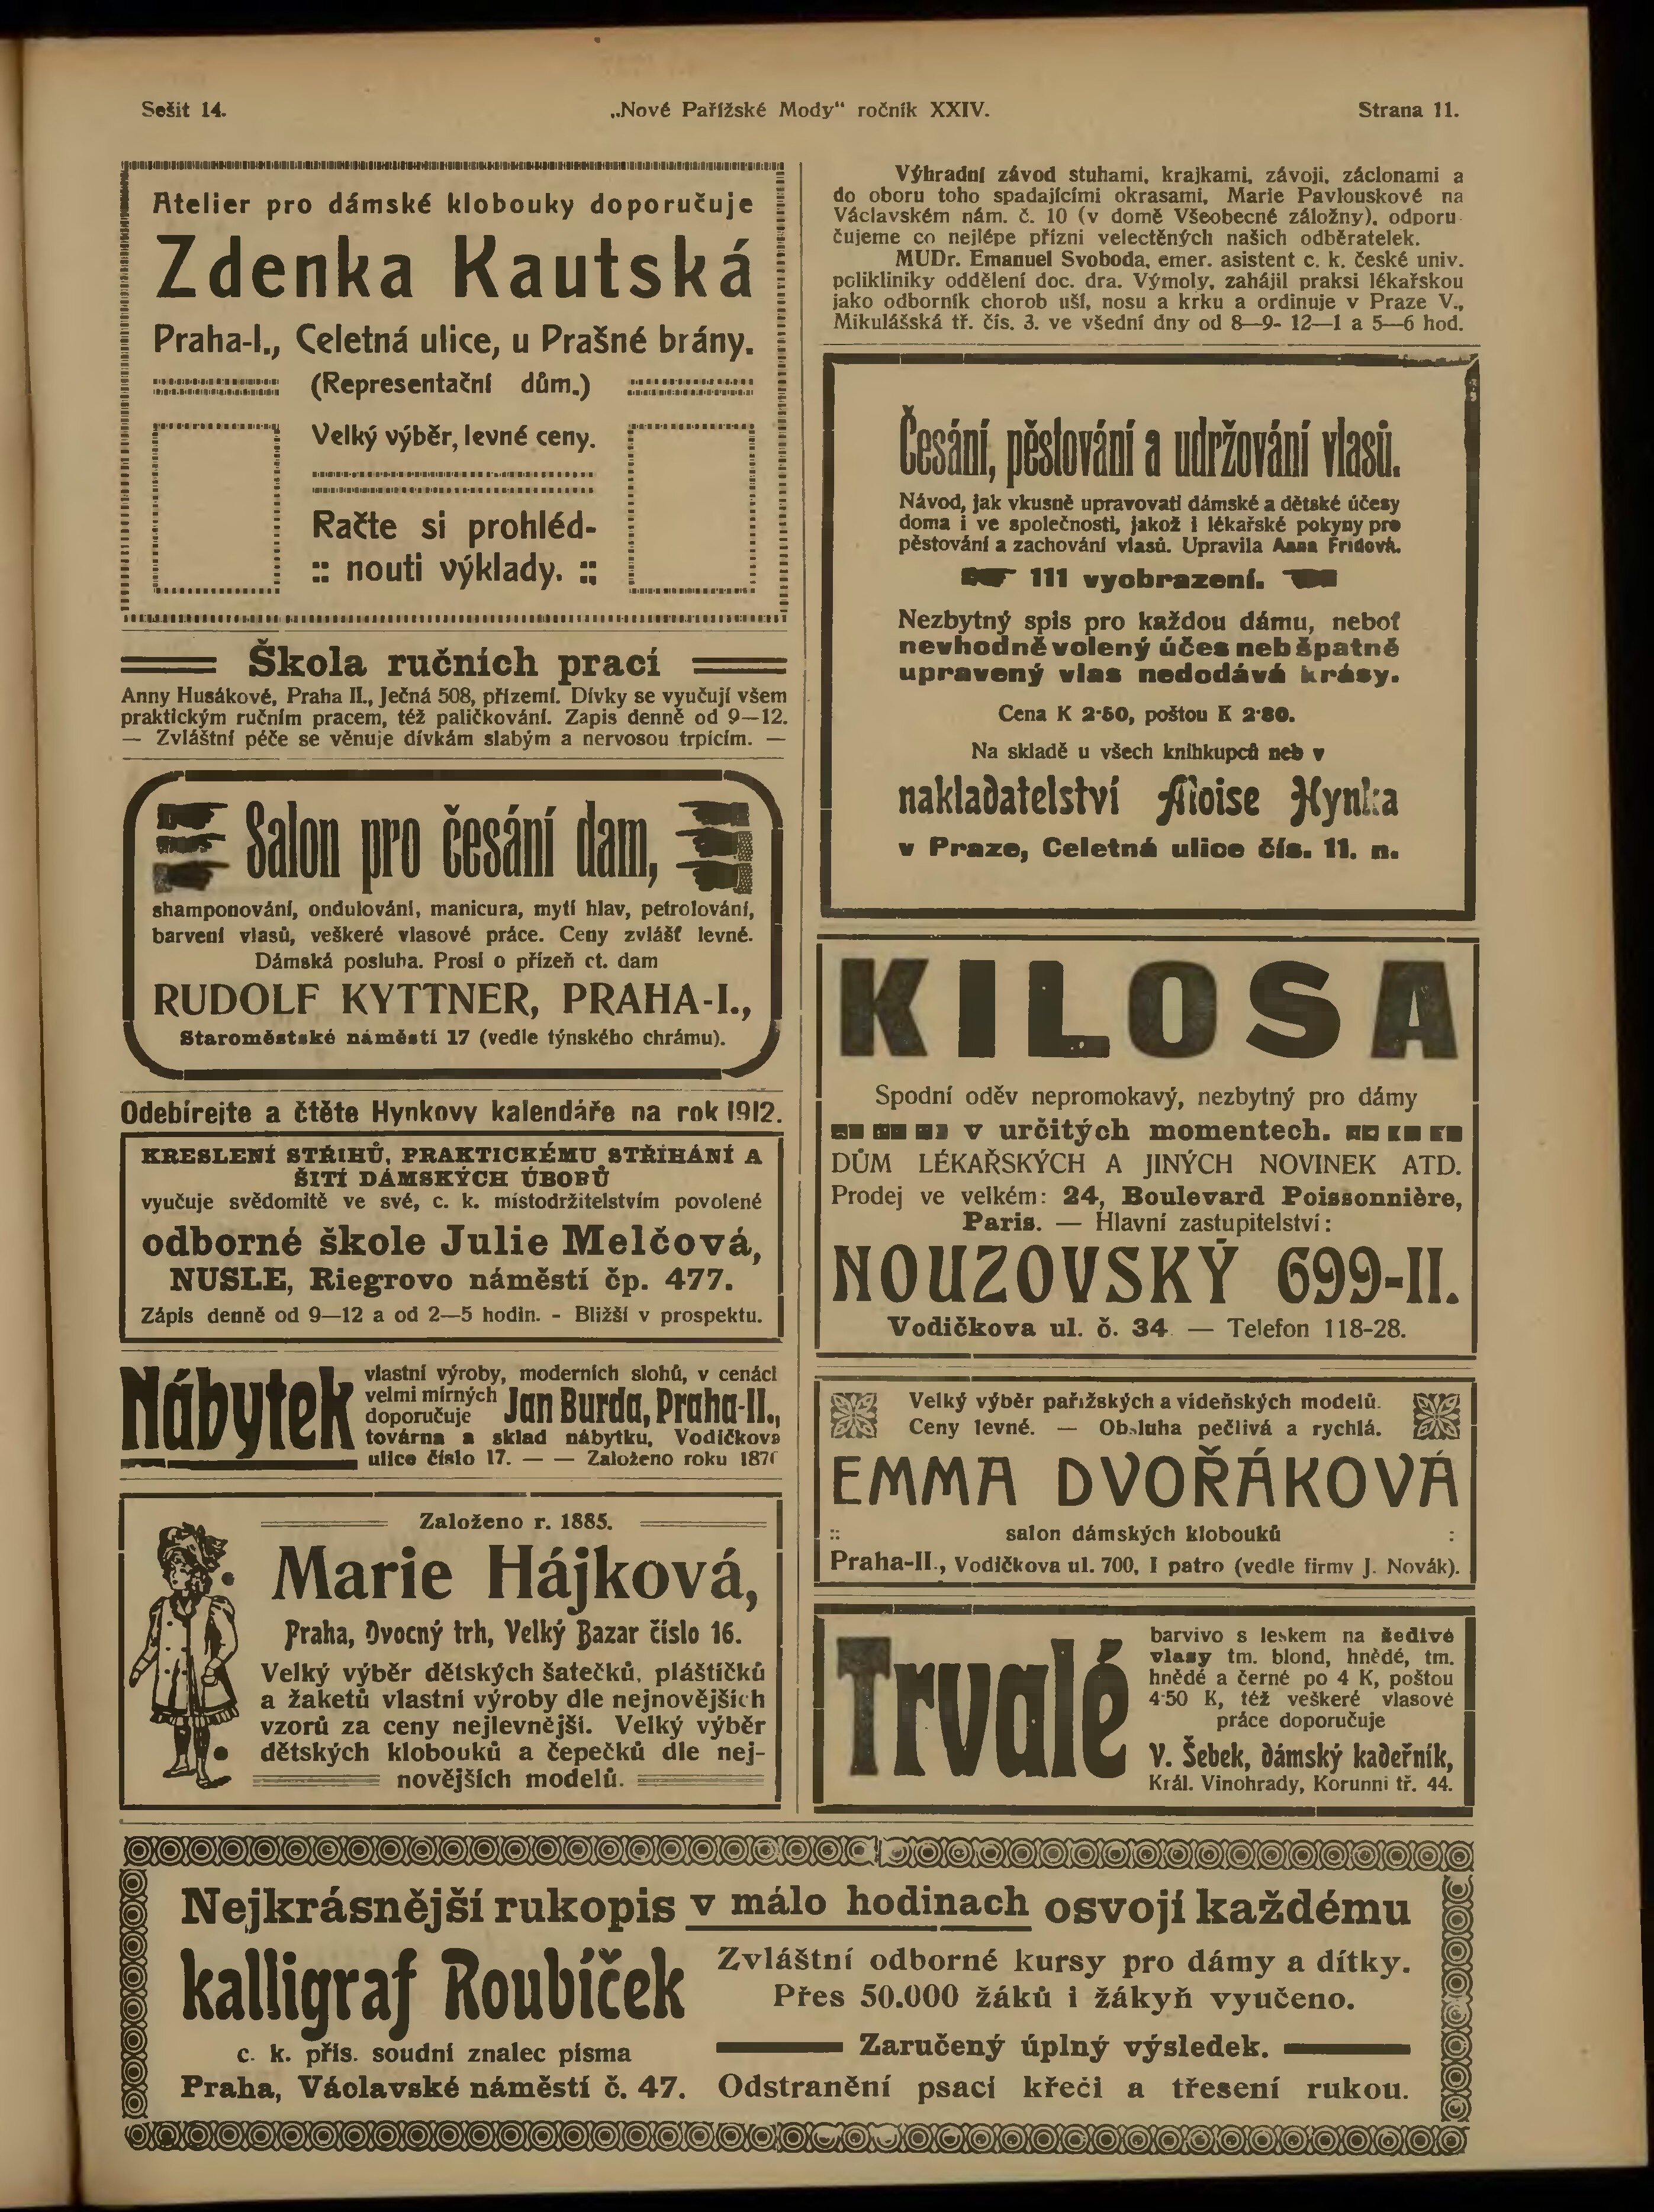 Sešit 14.
„Nové Pařížské Mody“ ročník XXIV.
Strana 11.
Atelier pro dámské klobouky doporučuje
Zdenka Kautská
Praha-I., Celetná ulice, u Prašné brány.
(Representační dům.)
Velký výběr, levné ceny.
Račte si prohléd-
:: nouti výklady. ::
Škola ručních prací
Anny Husákové, Praha II., Ječná 508, přízemí. Dívky se vyučují všem
praktickým ručním pracem, též paličkování. Zapis denně od 9—12.
— Zvláštní péče se věnuje dívkám slabým a nervosou trpícím. —
Salon pro česání dam,
shamponování, ondulování, manicura, mytí hlav, petrolování,
barvení vlasů, veškeré vlasové práce. Ceny zvlášť levné.
Dámská posluha. Prosí o přízeň ct. dam
RUDOLF KYTTNER, PRAHA-I.,
Staroměstské náměstí 17 (vedle týnského chrámu).
Odebírejte a čtěte Hynkovy kalendáře na rok 1912.
KRESLENÍ STŘIHŮ, PRAKTICKÉMU STŘÍHÁNÍ A
ŠITÍ DÁMSKÝCH ÚBORŮ
vyučuje svědomitě ve své, c. k. místodržitelstvím povolené
odborné škole Julie Melčová,
NUSLE, Riegrovo náměstí čp. 477.
Zápis denně od 9—12 a od 2—5 hodin. - Bližší v prospektu.
Nábytek
vlastní výroby, moderních slohů, v cenách
velmi mírných
doporučuje
Jan Burda, Praha-II.,
továrna a sklad nábytku, Vodičkova
ulice číslo 17. — — Založeno roku
Založeno r. 1885.
Marie Hájková,
Praha, Ovocný trh, Velký Bazar číslo 16.
Velký výběr dětských šatečků, pláštíčků
a žaketů vlastní výroby dle nejnovějších
vzorů za ceny nejlevnější. Velký výběr
dětských klobouků a čepečků dle nej-
novějších modelů.
Výhradní závod stuhami, krajkami, závoji, záclonami a
do oboru toho spadajícími okrasami, Marie Pavlouskové na
Václavském nám. č. 10 (v domě Všeobecné záložny), odporu-
čujeme co nejlépe přízni velectěných našich odběratelek.
MUDr. Emanuel Svoboda, emer. asistent c. k. české univ.
polikliniky oddělení doc. dra. Výmoly, zahájil praksi lékařskou
jako odborník chorob uší, nosu a krku a ordinuje v Praze V.,
Mikulášská tř. čís. 3. ve všední dny od 8—9- 12—1 a 5—6 hod.
Česání, pěstování a udržování vlasů.
Návod, jak vkusně upravovati dámské a dětské účesy
doma i ve společnosti, jakož i lékařské pokyny pro
pěstování a zachování vlasů. Upravila Anna Fridová.
111 vyobrazení.
Nezbytný spis pro každou dámu, neboť
nevhodně volený účes neb špatně
upravený vlas nedodává krásy.
Cena K 2·50, poštou K 2·80.
Na skladě u všech knihkupců neb v
nakladatelství Aloise Hynka
v Praze, Celetná ulice čís. 11. n.
KILOSA
Spodní oděv nepromokavý, nezbytný pro dámy
v určitých momentech.
DŮM LÉKAŘSKÝCH A JINÝCH NOVINEK ATD.
Prodej ve velkém: 24, Boulevard Poissonnière,
Paris. — Hlavní zastupitelství:
NOUZOVSKÝ 699-II.
Vodičkova ul. č. 34 — Telefon 118-28.
Velký výběr pařížských a vídeňských modelů.
Ceny levné. — Obsluha pečlivá a rychlá.
EMMA DVOŘÁKOVÁ
:: salon dámských klobouků :
Praha-II., Vodičkova ul. 700, I patro (vedle firmy J. Novák).
Trvalé
barvivo s leskem na šedivé
vlasy tm. blond, hnědé, tm.
hnědé a černé po 4 K, poštou
4·50 K, též veškeré vlasové
práce doporučuje
V. Šebek, dámský kadeřník,
Král. Vinohrady, Korunní tř. 44.
Nejkrásnější rukopis v málo hodinach osvojí každému
kalligraf Roubíček
c. k. přís. soudní znalec písma
Praha, Václavské náměstí č. 47.
Zvláštní odborné kursy pro dámy a dítky.
Přes 50.000 žáků i žákyň vyučeno.
Zaručený úplný výsledek.
Odstranění psací křeči a třesení rukou.